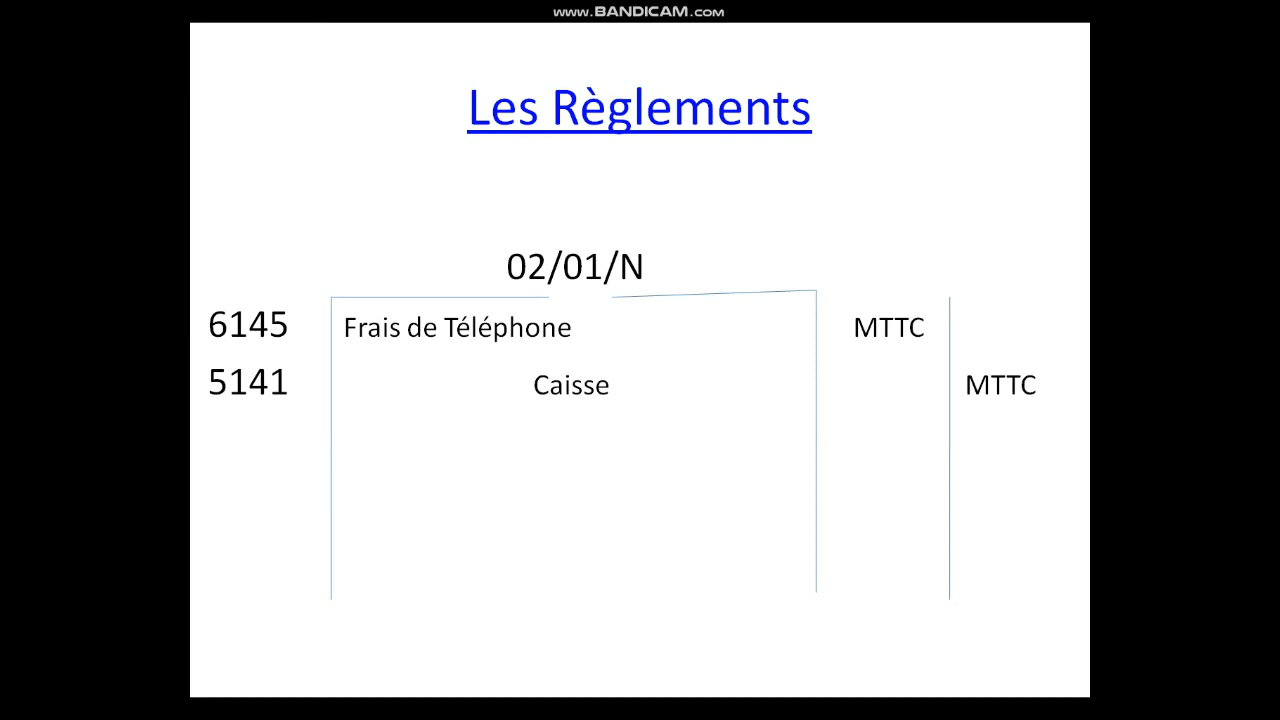 www.BANDICAM.com
Les Règlements
02/01/N
6145 Frais de Téléphone MTTC
5141 Caisse MTTC